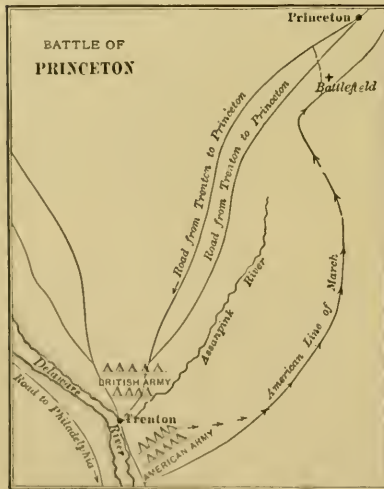 BATTLE OF
PRINCETON
Princeton
Battlefield
Road from Trenton to Princeton
Road from Trenton to Princeton
Assanpink River
American Line of March
Delaware River
BRITISH ARMY
Road to Philadelphia
Trenton
AMERICAN ARMY